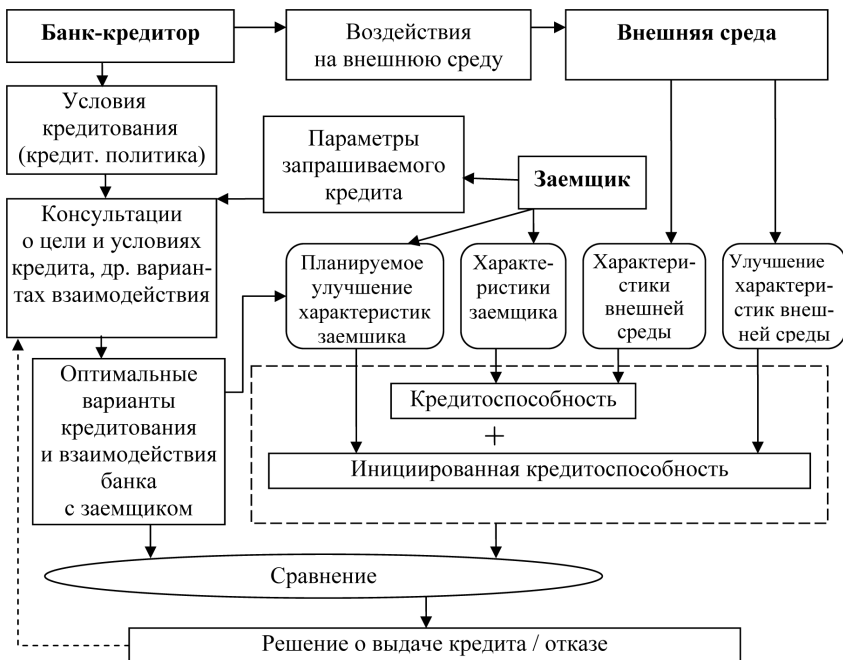 Банк-кредитор
Воздействия
на внешнюю среду
Внешняя среда
Условия
кредитования
(кредит. политика)
Параметры
запрашиваемого
кредита
Заемщик
Консультации
о цели и условиях
кредита, др. вариан-
тах взаимодействия
Планируемое
улучшение
характеристик
заемшика
Характе-
ристики
заемщика
Характери-
стики
внешней
среды
Улучшение
характери-
стик внеш-
ней среды
Оптимальные
варианты
кредитования
и взаимодействия
банка
с заемщиком
Кредитоспособность
+
Инициированная кредитоспособность
Сравнение
Решение о выдаче кредита / отказе